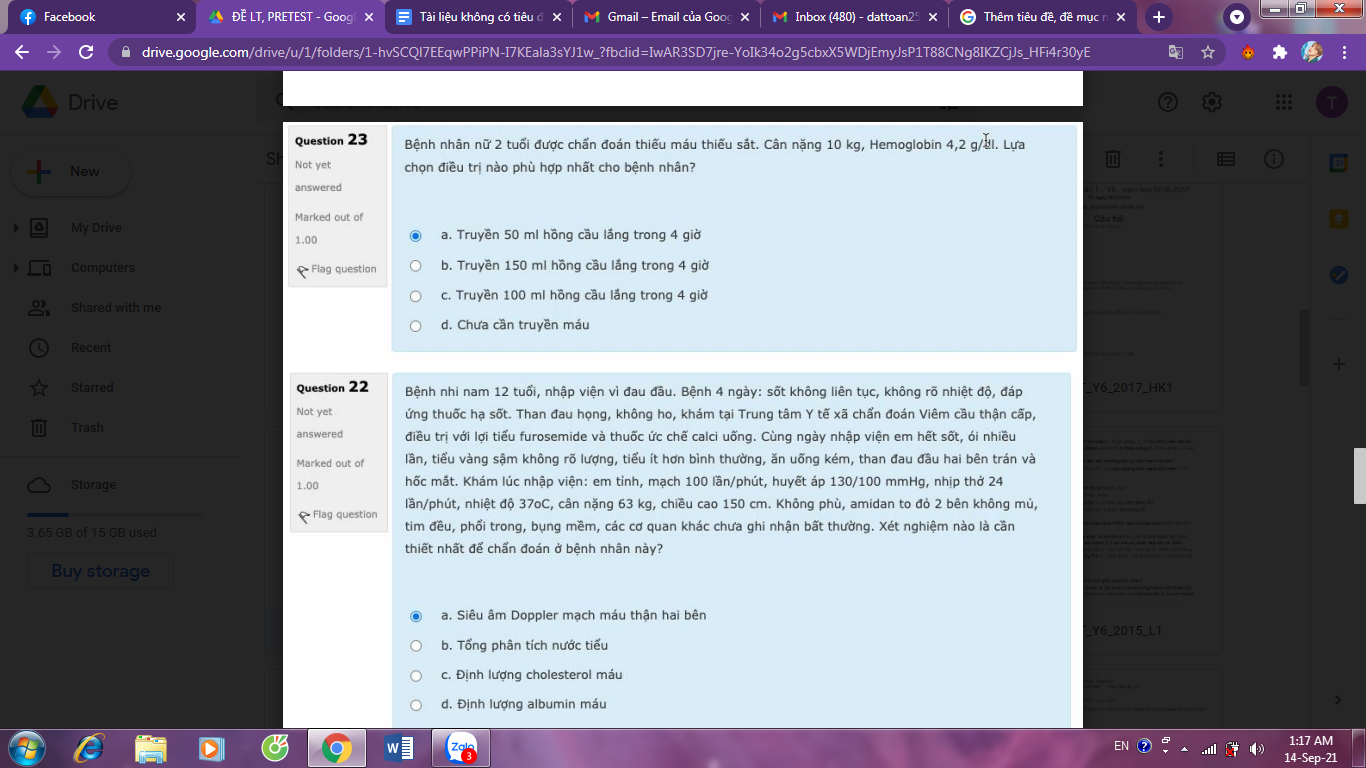 Facebook
ĐỀ LT, PRETEST - Googl
Tài liệu không có tiêu đ
Gmail – Email của Goog
Inbox (480) - dattoan25
Thêm tiêu đề, đề mục n
drive.google.com/drive/u/1/folders/1-hvSCQl7EEqwPPiPN-I7KEala3sYJ1w_?fbclid=IwAR3SD7jre-YoIk34o2g5cbxX5WDjEmyJsP1T88CNg8IKZCjJs_HFi4r30yE
Drive
T
New
My Drive
Computers
Shared with me
Recent
Starred
Trash
Storage
3.65 GB of 15 GB used
Buy storage
Question 23
Not yet
answered
Marked out of
1.00
Flag question
Bệnh nhân nữ 2 tuổi được chẩn đoán thiếu máu thiếu sắt. Cân nặng 10 kg, Hemoglobin 4,2 g/dl. Lựa
chọn điều trị nào phù hợp nhất cho bệnh nhân?
a. Truyền 50 ml hồng cầu lắng trong 4 giờ
b. Truyền 150 ml hồng cầu lắng trong 4 giờ
c. Truyền 100 ml hồng cầu lắng trong 4 giờ
d. Chưa cần truyền máu
Question 22
Not yet
answered
Marked out of
1.00
Flag question
Bệnh nhi nam 12 tuổi, nhập viện vì đau đầu. Bệnh 4 ngày: sốt không liên tục, không rõ nhiệt độ, đáp
ứng thuốc hạ sốt. Than đau họng, không ho, khám tại Trung tâm Y tế xã chẩn đoán Viêm cầu thận cấp,
điều trị với lợi tiểu furosemide và thuốc ức chế calci uống. Cùng ngày nhập viện em hết sốt, ói nhiều
lần, tiểu vàng sậm không rõ lượng, tiểu ít hơn bình thường, ăn uống kém, than đau đầu hai bên trán và
hốc mắt. Khám lúc nhập viện: em tỉnh, mạch 100 lần/phút, huyết áp 130/100 mmHg, nhịp thở 24
lần/phút, nhiệt độ 37oC, cân nặng 63 kg, chiều cao 150 cm. Không phù, amidan to đỏ 2 bên không mủ,
tim đều, phổi trong, bụng mềm, các cơ quan khác chưa ghi nhận bất thường. Xét nghiệm nào là cần
thiết nhất để chẩn đoán ở bệnh nhân này?
a. Siêu âm Doppler mạch máu thận hai bên
b. Tổng phân tích nước tiểu
c. Định lượng cholesterol máu
d. Định lượng albumin máu
Câu hỏi
T_Y6_2017_HK1
T_Y6_2015_L1
Zalo
3
EN
1:17 AM
14-Sep-21